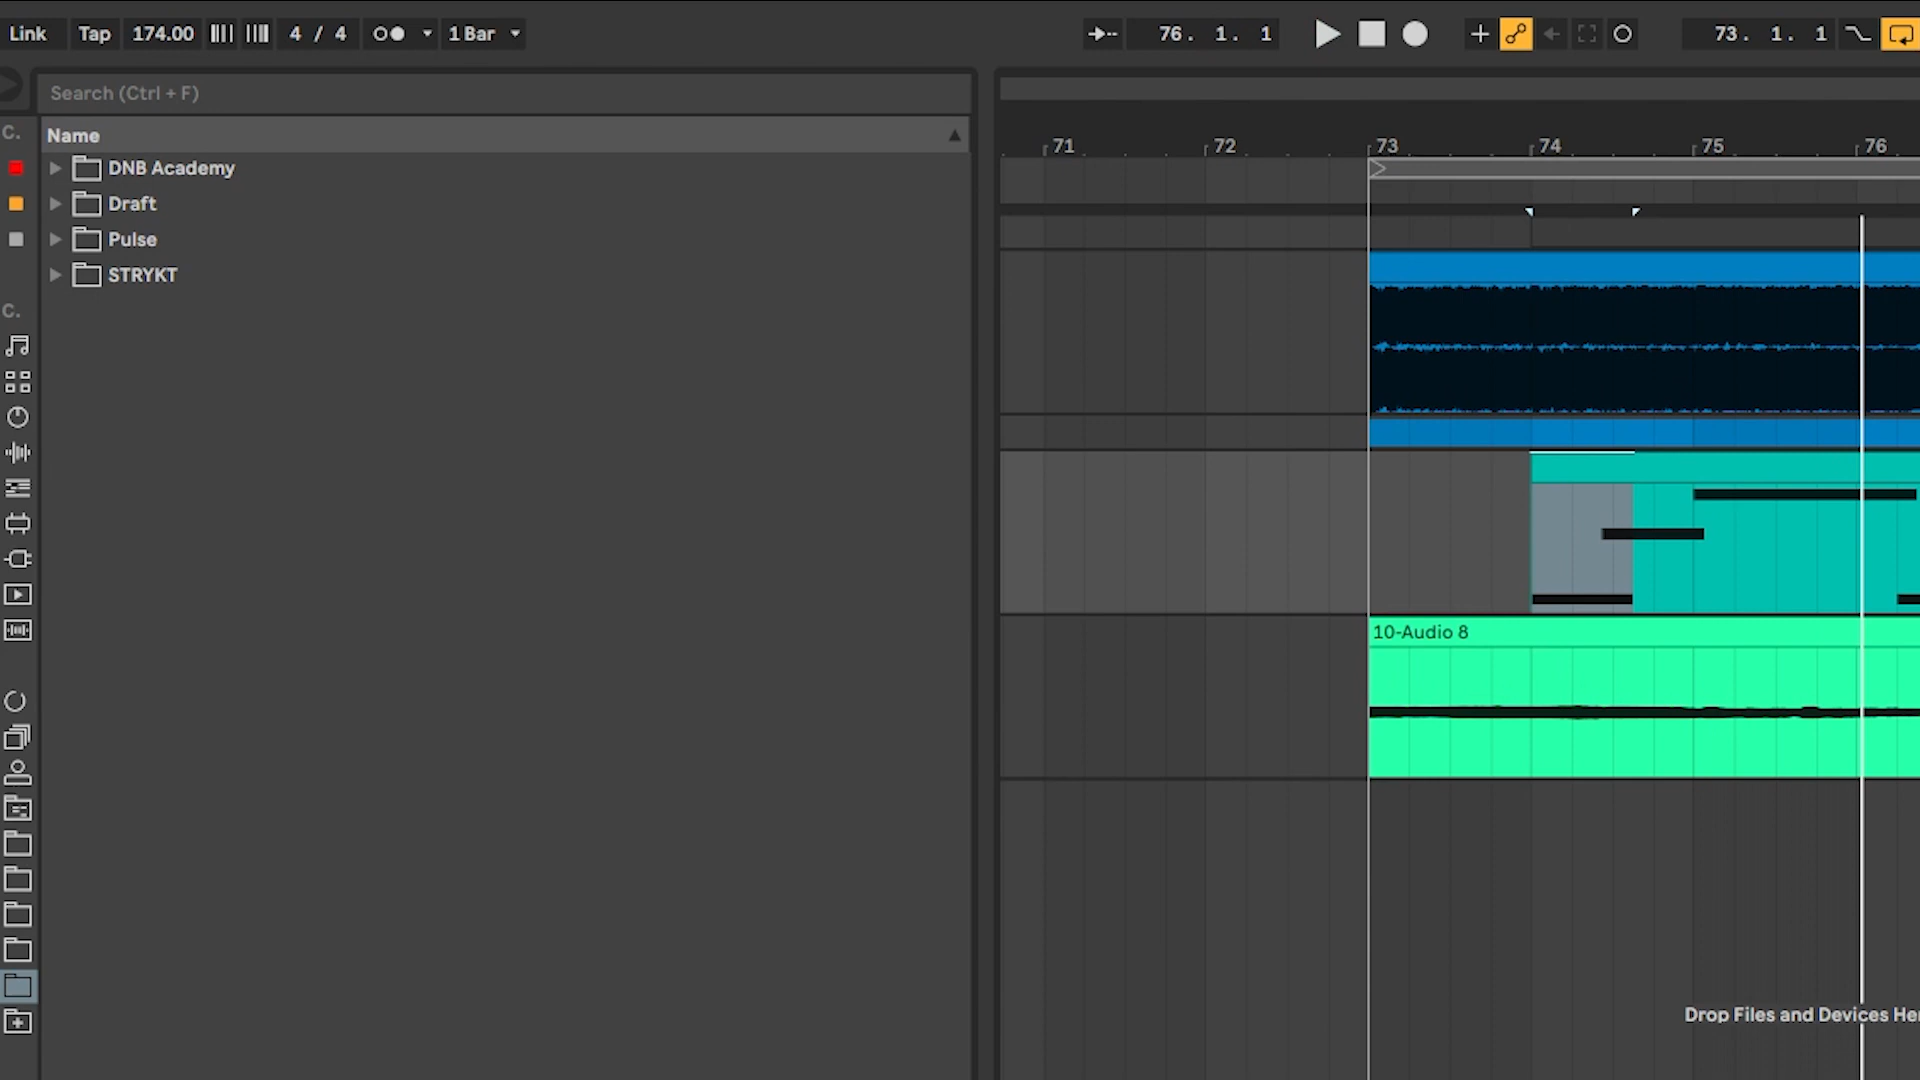 Link Tap 174.00 4 / 4 1 Bar 76. 1. 1 73. 1. 1
Search (Ctrl + F)
C.
Name
DNB Academy
Draft
Pulse
STRYKT
C.
71 72 73 74 75 76
10-Audio 8
Drop Files and Devices He